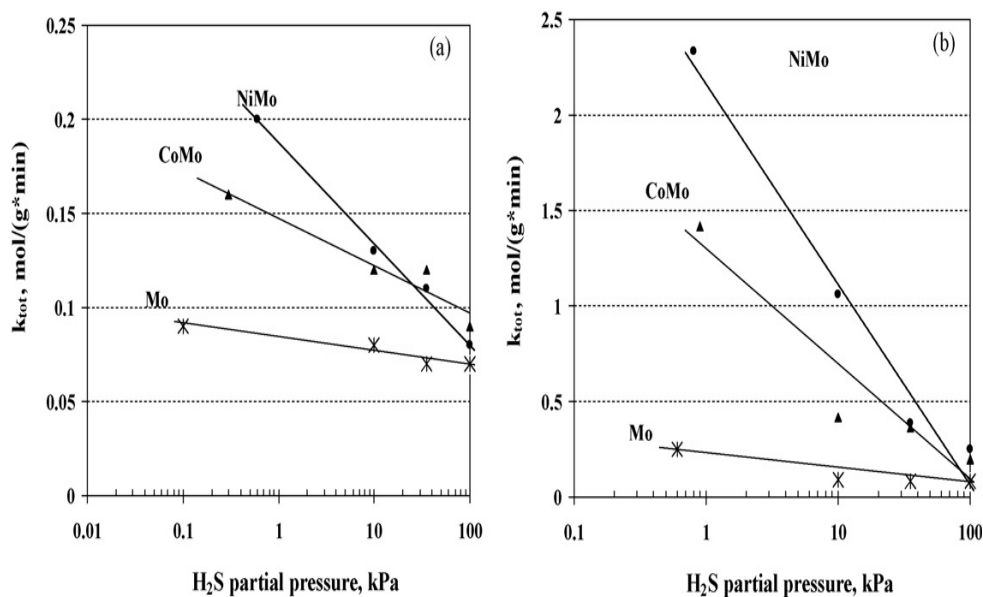 (a)
0.25
0.2
0.15
0.1
0.05
0
NiMo
CoMo
Mo
k_tot, mol/(g*min)
0.01 0.1 1 10 100
H₂S partial pressure, kPa
(b)
2.5
2
1.5
1
0.5
0
NiMo
CoMo
Mo
k_tot, mol/(g*min)
0.1 1 10 100
H₂S partial pressure, kPa